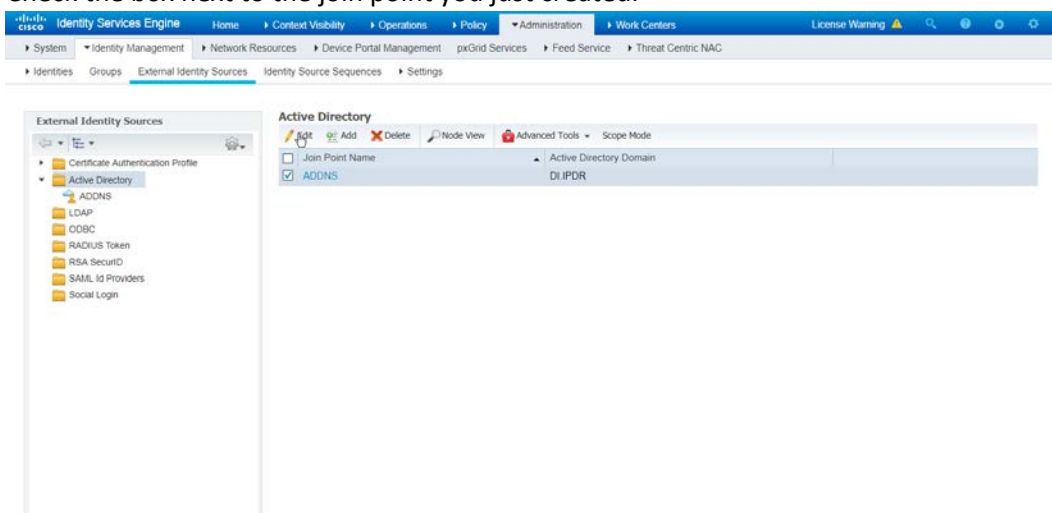 Check the box next to the join point you just created.
cisco Identity Services Engine Home Context Visibility Operations Policy Administration Work Centers License Warning
System Identity Management Network Resources Device Portal Management pxGrid Services Feed Service Threat Centric NAC
Identities Groups External Identity Sources Identity Source Sequences Settings
External Identity Sources
Certificate Authentication Profile
Active Directory
ADDNS
LDAP
ODBC
RADIUS Token
RSA SecurID
SAML Id Providers
Social Login
Active Directory
Edit Add Delete Node View Advanced Tools Scope Mode
Join Point Name Active Directory Domain
ADDNS DI.IPDR